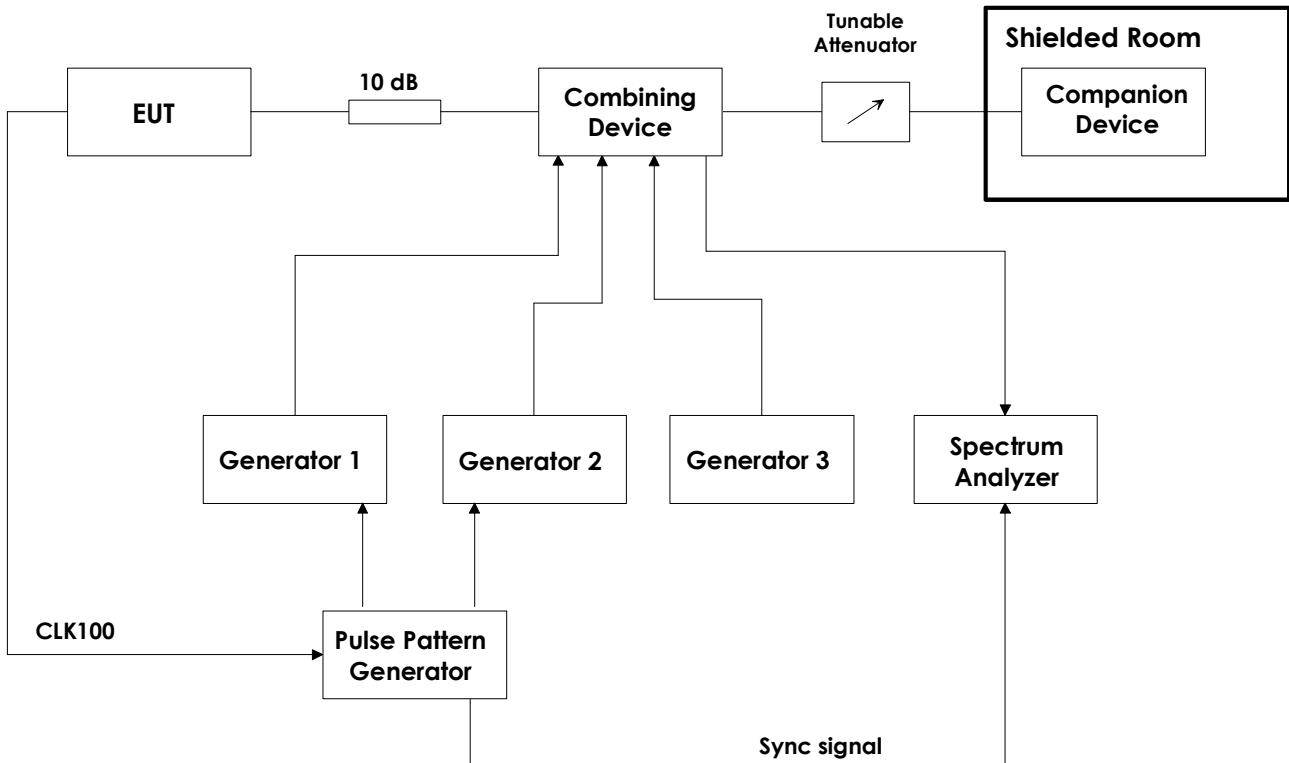 Tunable
Attenuator
Shielded Room
10 dB
EUT
Combining
Device
Companion
Device
Generator 1
Generator 2
Generator 3
Spectrum
Analyzer
CLK100
Pulse Pattern
Generator
Sync signal